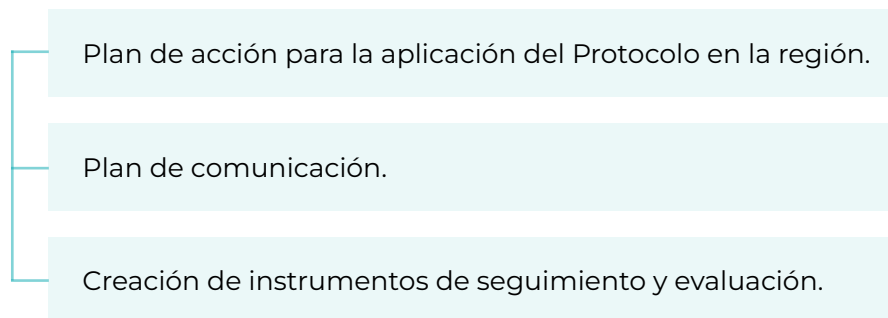 Plan de acción para la aplicación del Protocolo en la región.
Plan de comunicación.
Creación de instrumentos de seguimiento y evaluación.